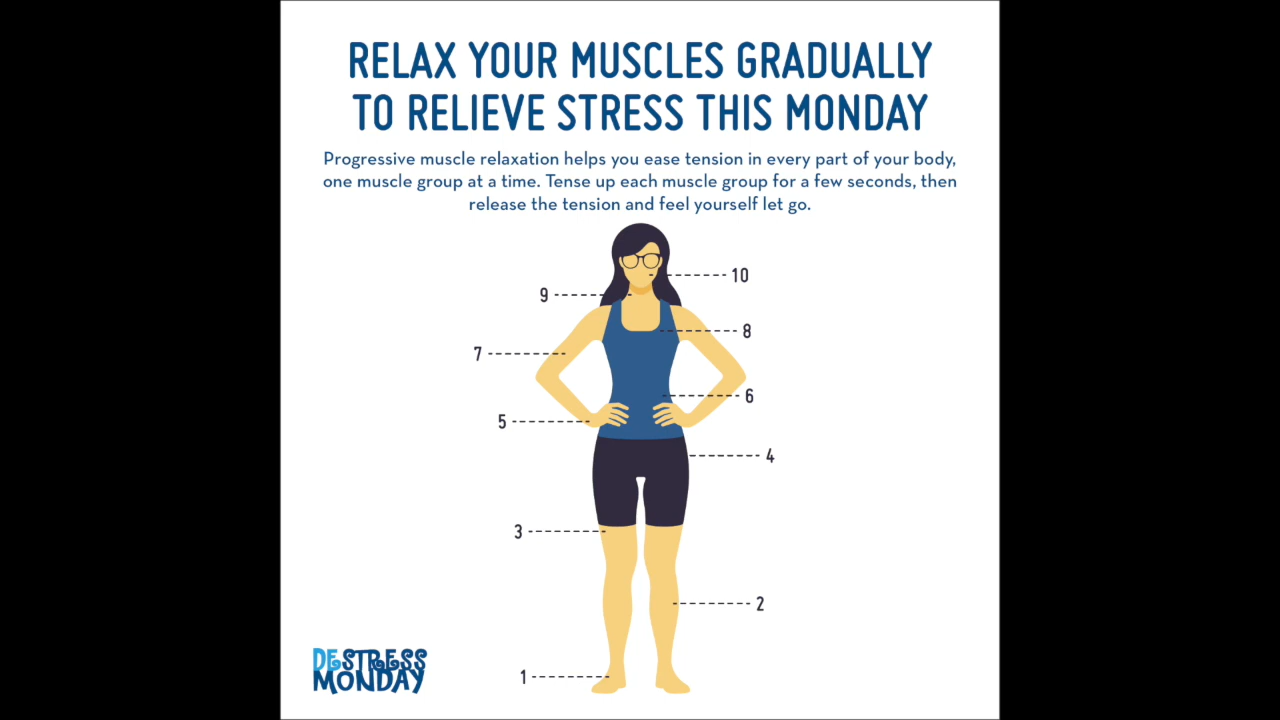 RELAX YOUR MUSCLES GRADUALLY
TO RELIEVE STRESS THIS MONDAY
Progressive muscle relaxation helps you ease tension in every part of your body,
one muscle group at a time. Tense up each muscle group for a few seconds, then
release the tension and feel yourself let go.
10
9
8
7
6
5
4
3
2
1
DESTRESS
MONDAY